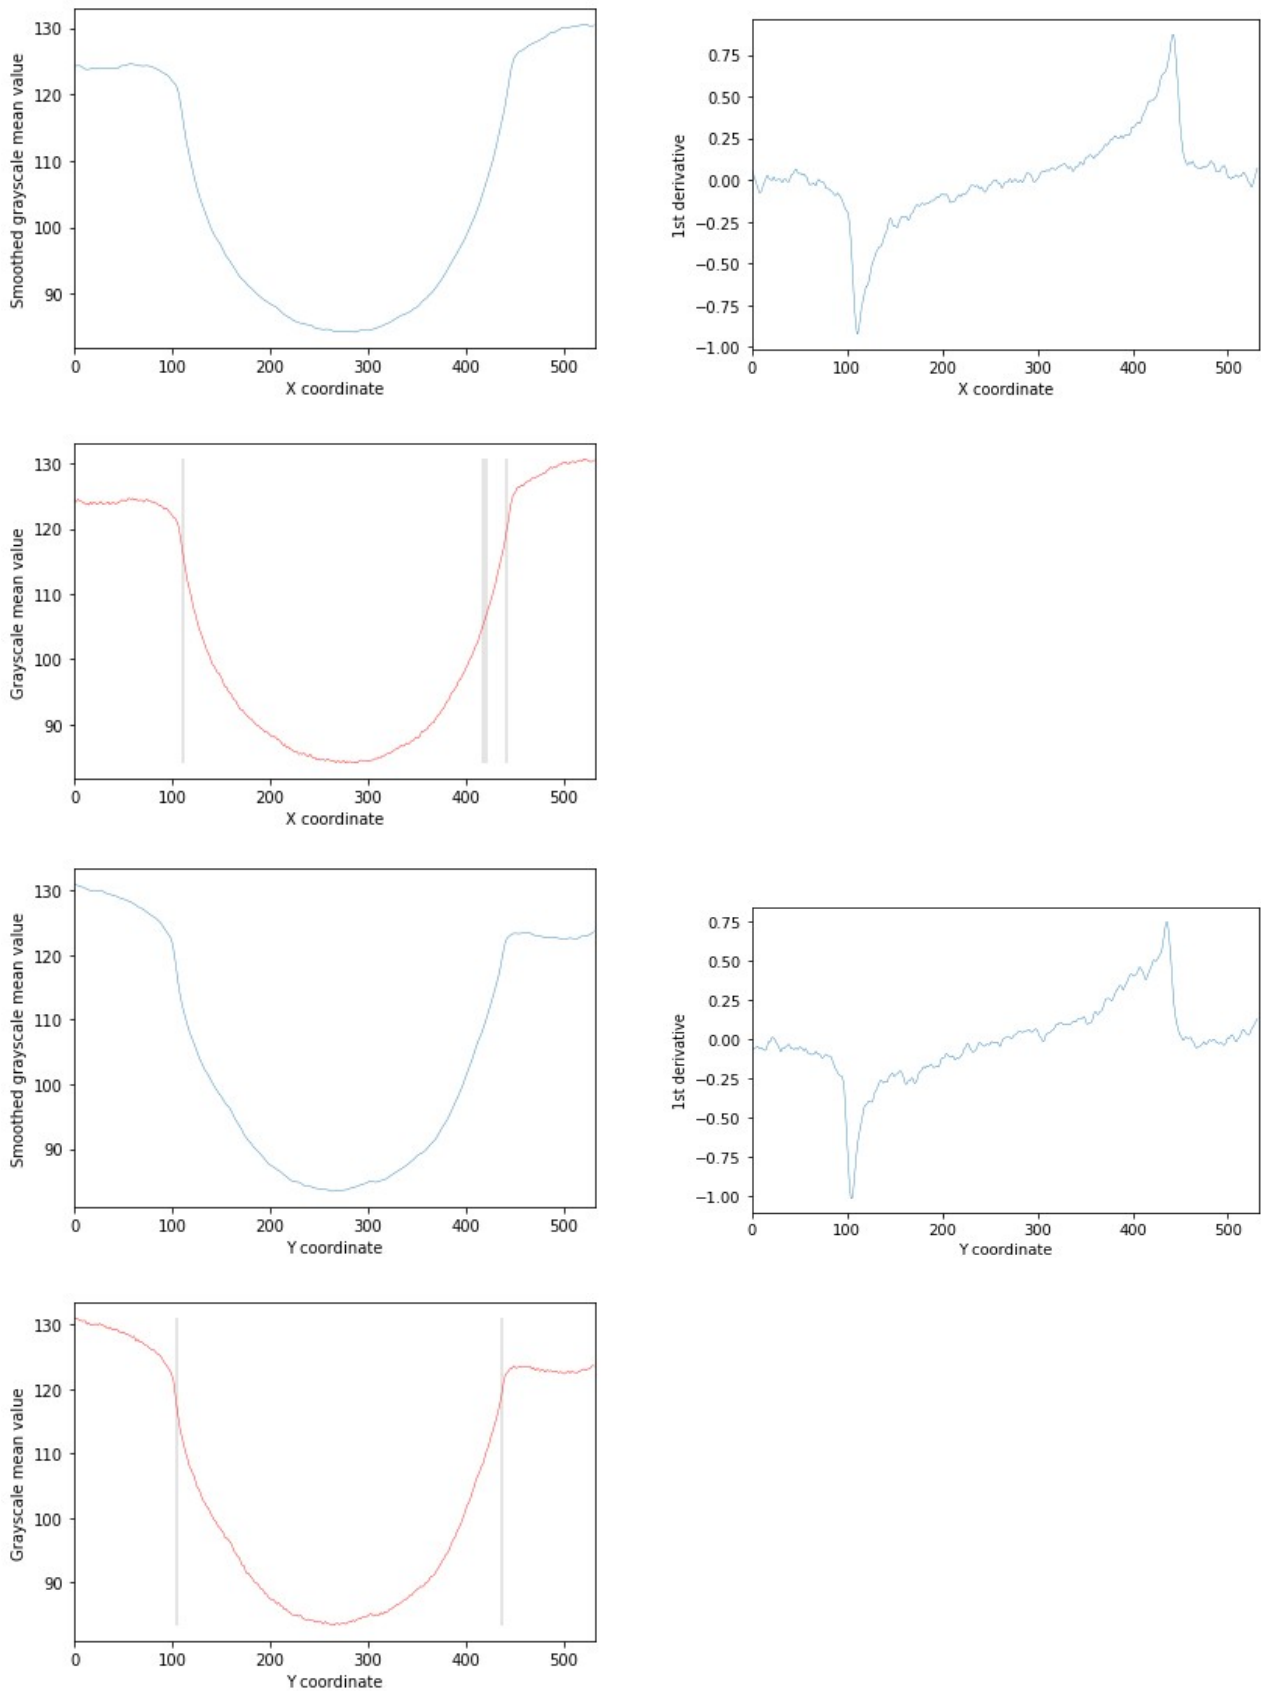 130
120
110
100
90
Smoothed grayscale mean value
0 100 200 300 400 500
X coordinate
0.75
0.50
0.25
0.00
−0.25
−0.50
−0.75
−1.00
1st derivative
0 100 200 300 400 500
X coordinate
130
120
110
100
90
Grayscale mean value
0 100 200 300 400 500
X coordinate
130
120
110
100
90
Smoothed grayscale mean value
0 100 200 300 400 500
Y coordinate
0.75
0.50
0.25
0.00
−0.25
−0.50
−0.75
−1.00
1st derivative
0 100 200 300 400 500
Y coordinate
130
120
110
100
90
Grayscale mean value
0 100 200 300 400 500
Y coordinate